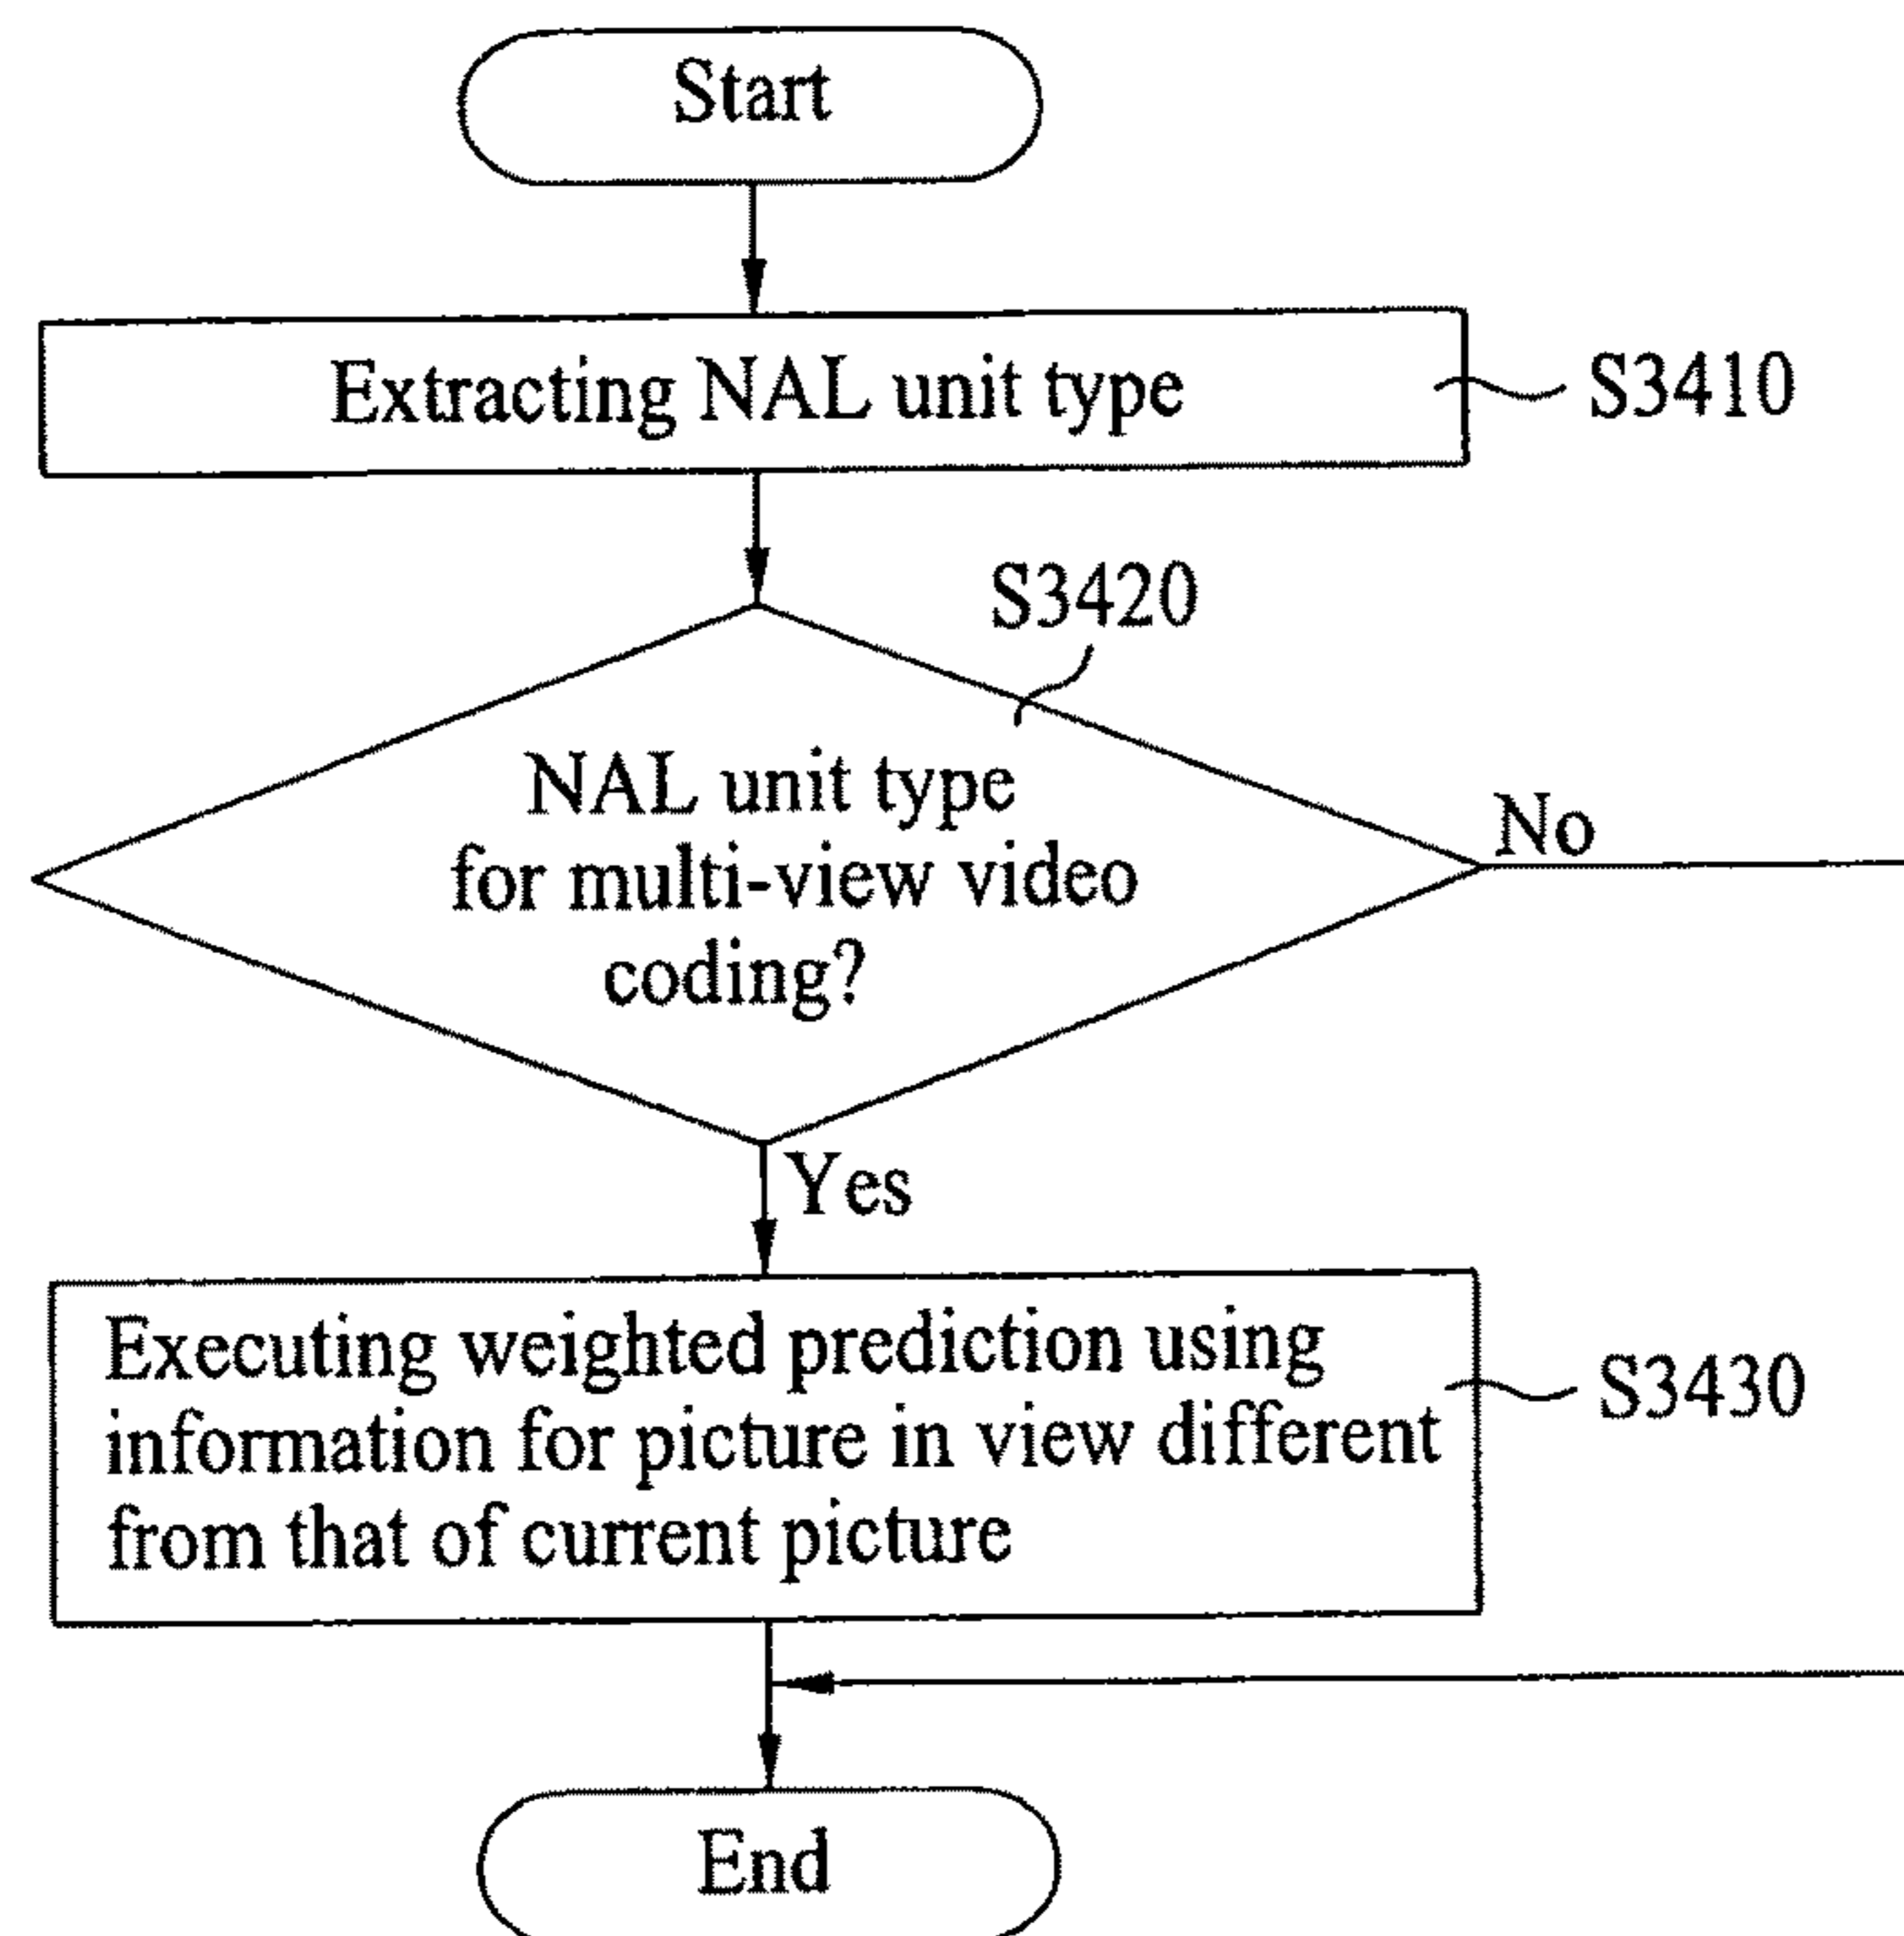 Start
Extracting NAL unit type
S3410
S3420
NAL unit type
for multi-view video
coding?
No
Yes
Executing weighted prediction using
information for picture in view different
from that of current picture
S3430
End